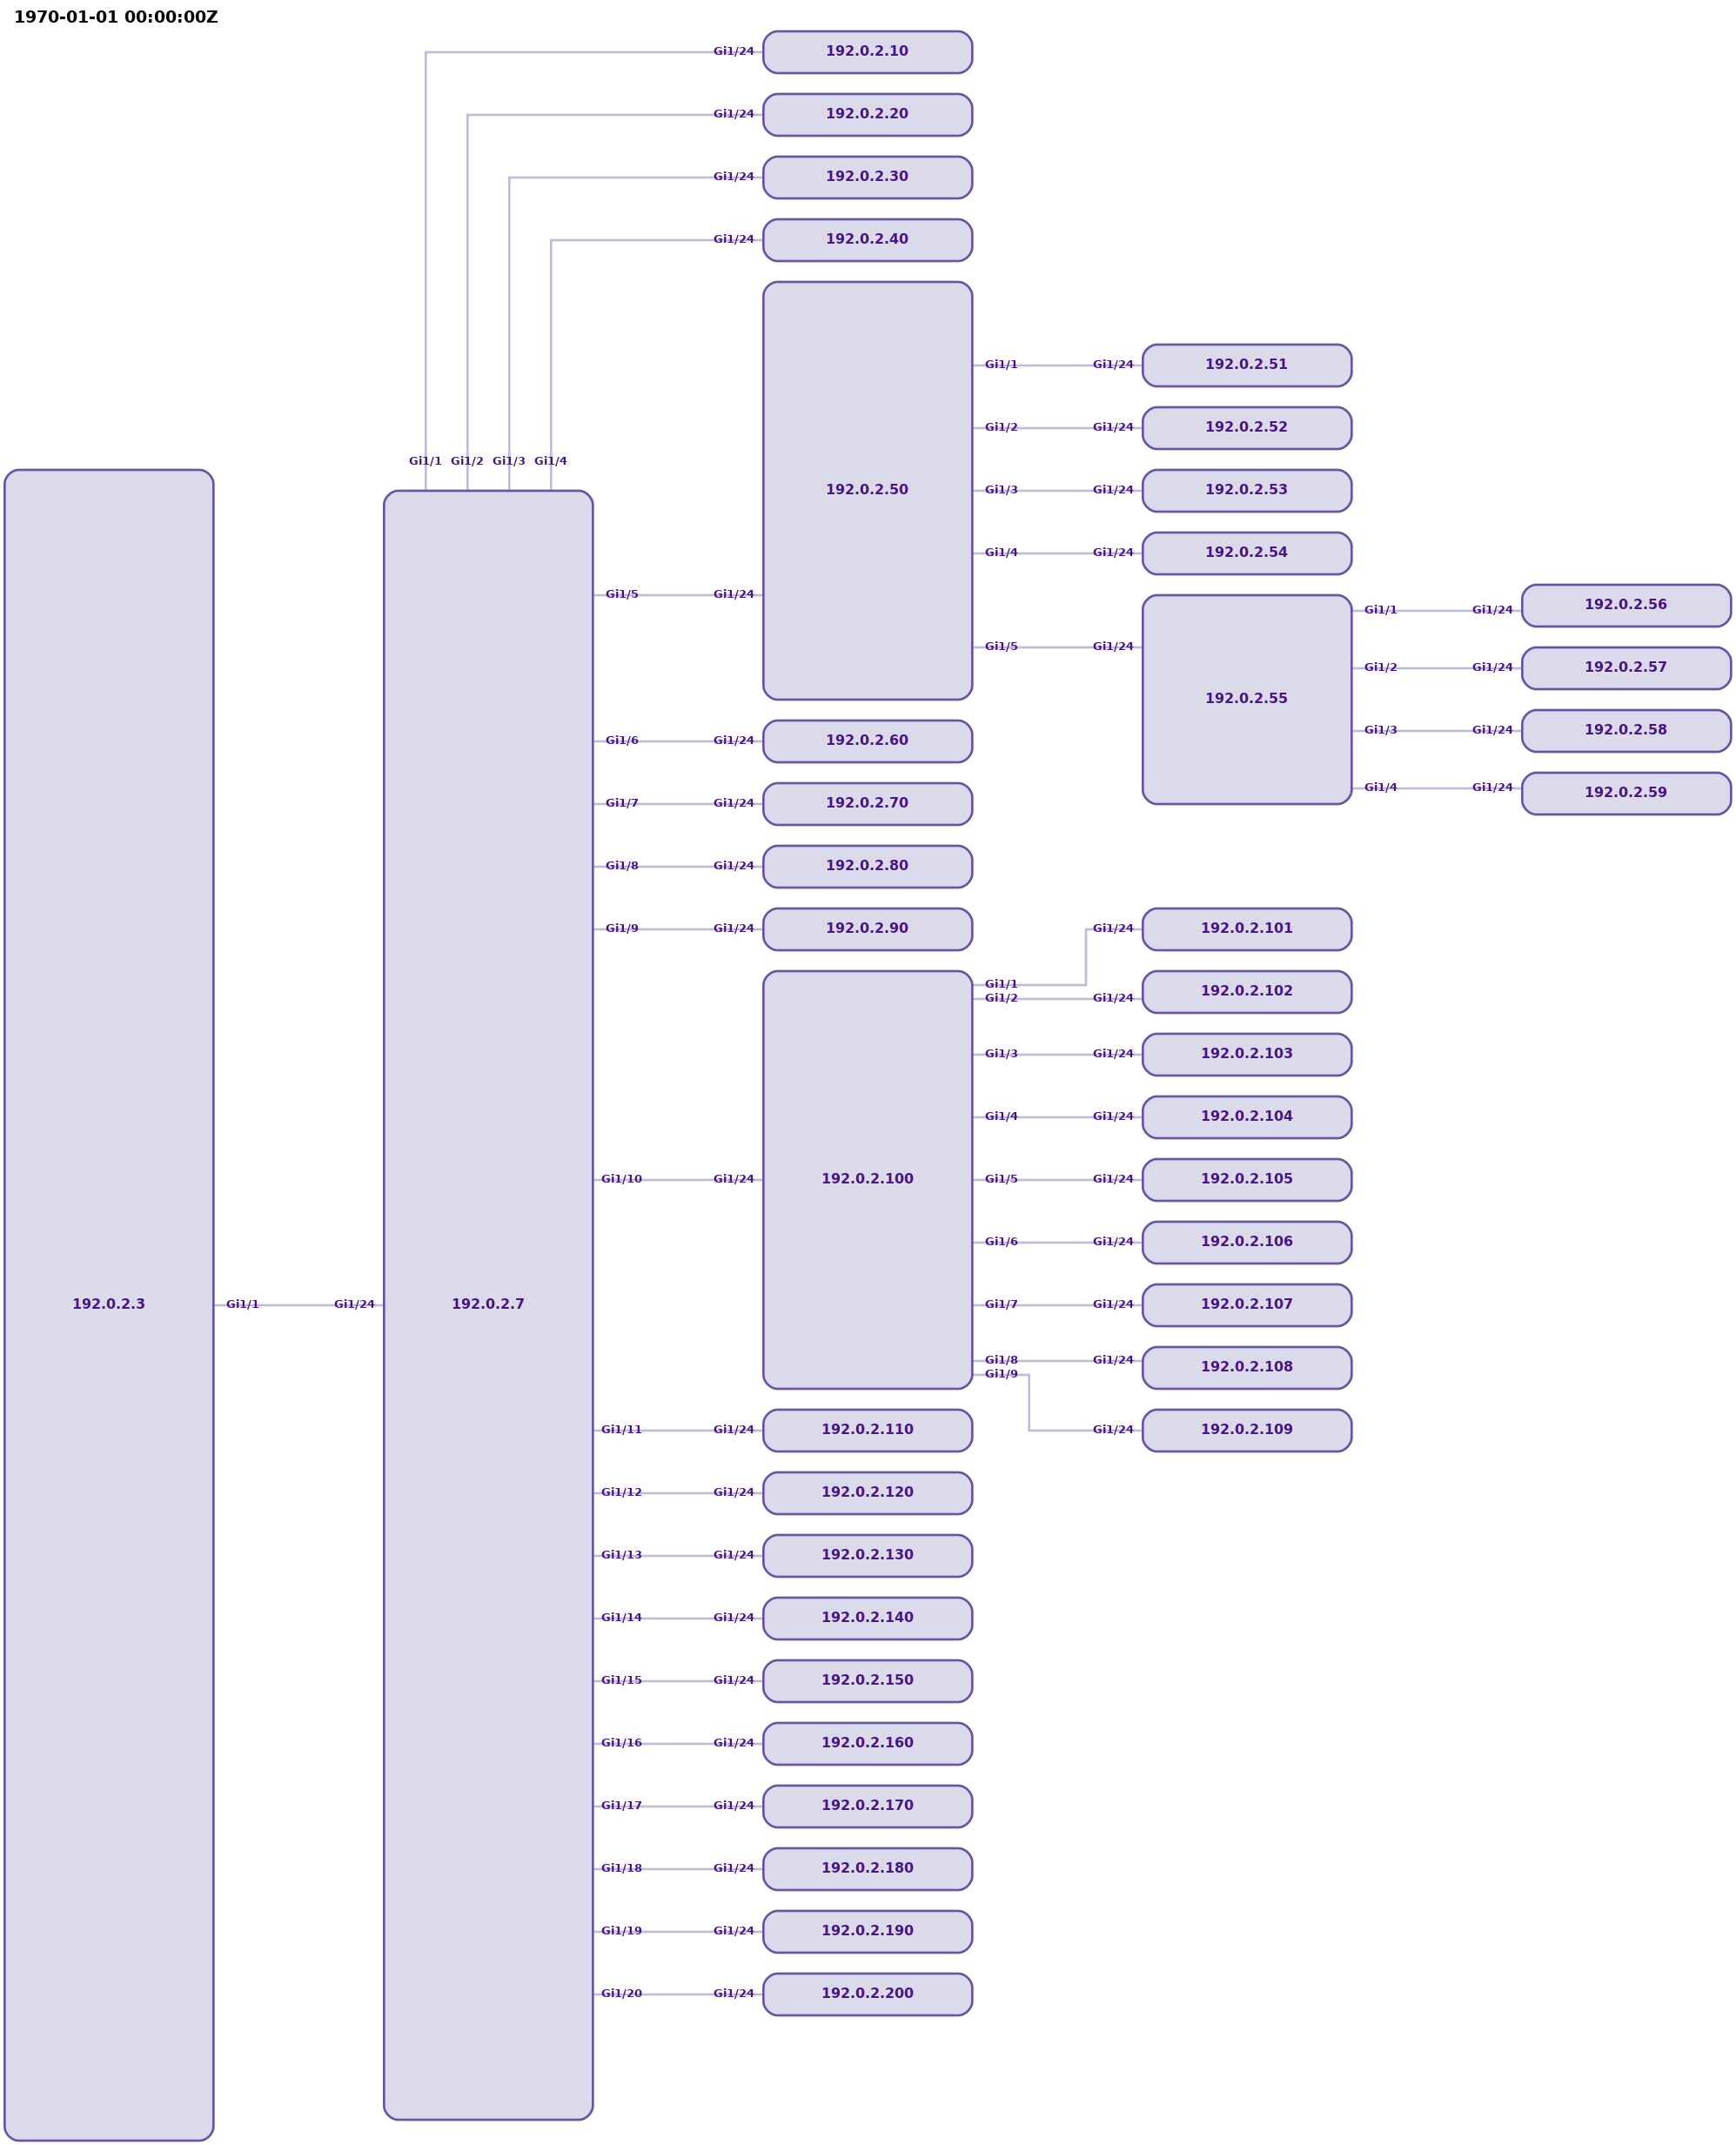 1970-01-01 00:00:00Z
Gi1/24 192.0.2.10
Gi1/24 192.0.2.20
Gi1/24 192.0.2.30
Gi1/24 192.0.2.40
Gi1/1 Gi1/24 192.0.2.51
Gi1/2 Gi1/24 192.0.2.52
Gi1/1 Gi1/2 Gi1/3 Gi1/4
192.0.2.50 Gi1/3 Gi1/24 192.0.2.53
Gi1/4 Gi1/24 192.0.2.54
Gi1/5 Gi1/24
Gi1/1 Gi1/24 192.0.2.56
Gi1/5 Gi1/24
Gi1/2 Gi1/24 192.0.2.57
192.0.2.55
Gi1/3 Gi1/24 192.0.2.58
Gi1/6 Gi1/24 192.0.2.60
Gi1/4 Gi1/24 192.0.2.59
Gi1/7 Gi1/24 192.0.2.70
Gi1/8 Gi1/24 192.0.2.80
Gi1/9 Gi1/24 192.0.2.90 Gi1/24 192.0.2.101
Gi1/1
Gi1/2 Gi1/24 192.0.2.102
Gi1/3 Gi1/24 192.0.2.103
Gi1/4 Gi1/24 192.0.2.104
Gi1/10 Gi1/24 192.0.2.100 Gi1/5 Gi1/24 192.0.2.105
Gi1/6 Gi1/24 192.0.2.106
192.0.2.3 Gi1/1 Gi1/24 192.0.2.7 Gi1/7 Gi1/24 192.0.2.107
Gi1/8 Gi1/24 192.0.2.108
Gi1/9
Gi1/11 Gi1/24 192.0.2.110 Gi1/24 192.0.2.109
Gi1/12 Gi1/24 192.0.2.120
Gi1/13 Gi1/24 192.0.2.130
Gi1/14 Gi1/24 192.0.2.140
Gi1/15 Gi1/24 192.0.2.150
Gi1/16 Gi1/24 192.0.2.160
Gi1/17 Gi1/24 192.0.2.170
Gi1/18 Gi1/24 192.0.2.180
Gi1/19 Gi1/24 192.0.2.190
Gi1/20 Gi1/24 192.0.2.200